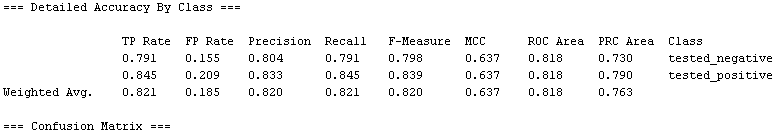 === Detailed Accuracy By Class ===
TP Rate FP Rate Precision Recall F-Measure MCC ROC Area PRC Area Class
0.791 0.155 0.804 0.791 0.798 0.637 0.818 0.730 tested_negative
0.845 0.209 0.833 0.845 0.839 0.637 0.818 0.790 tested_positive
Weighted Avg. 0.821 0.185 0.820 0.821 0.820 0.637 0.818 0.763
=== Confusion Matrix ===